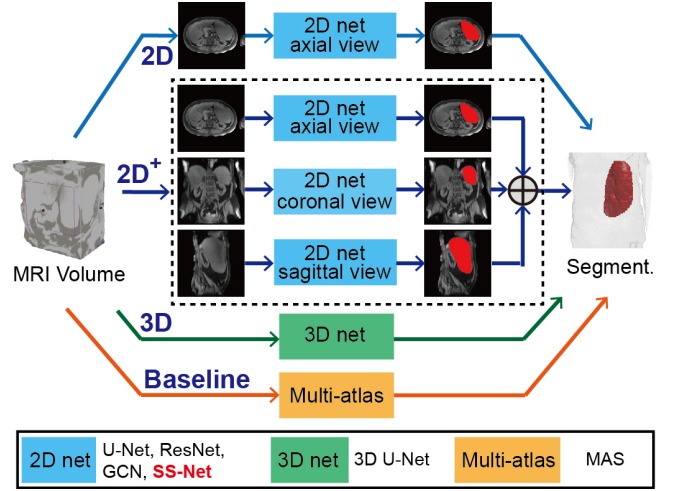 2D
2D net
axial view
2D+
2D net
axial view
2D net
coronal view
2D net
sagittal view
MRI Volume
Segment.
3D
3D net
Baseline
Multi-atlas
2D net
U-Net, ResNet,
GCN, SS-Net
3D net
3D U-Net
Multi-atlas
MAS